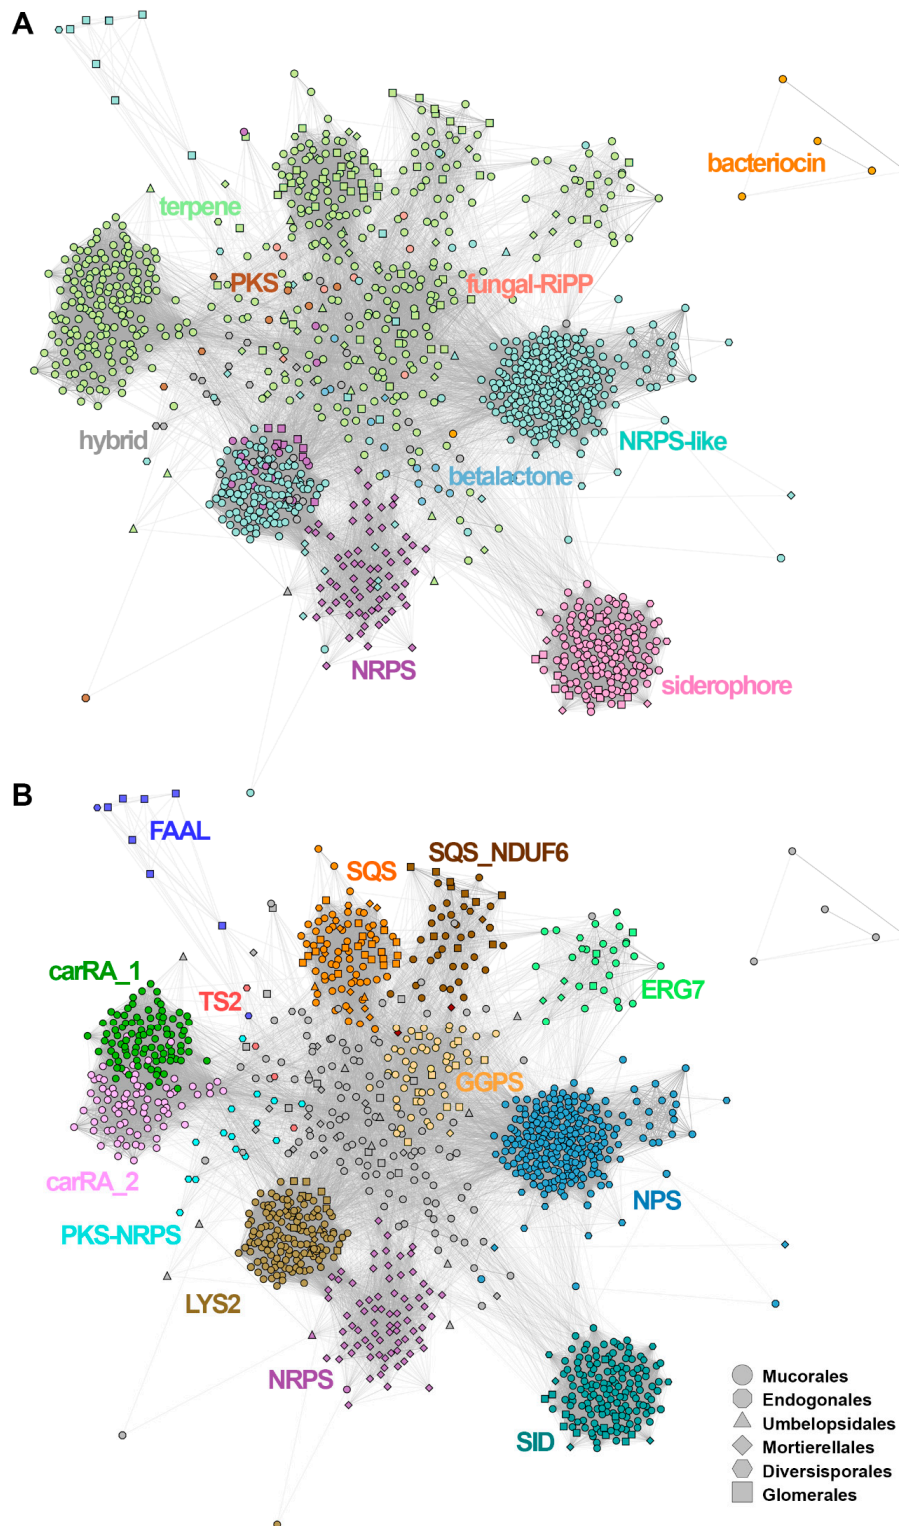 A
terpene
bacteriocin
PKS
fungal-RiPP
hybrid
NRPS-like
betalactone
NRPS
siderophore
B
FAAL
SQS
SQS_NDUF6
carRA_1
TS2
ERG7
GGPS
carRA_2
NPS
PKS-NRPS
LYS2
NRPS
SID
Mucorales
Endogonales
Umbelopsidales
Mortierellales
Diversisporales
Glomerales